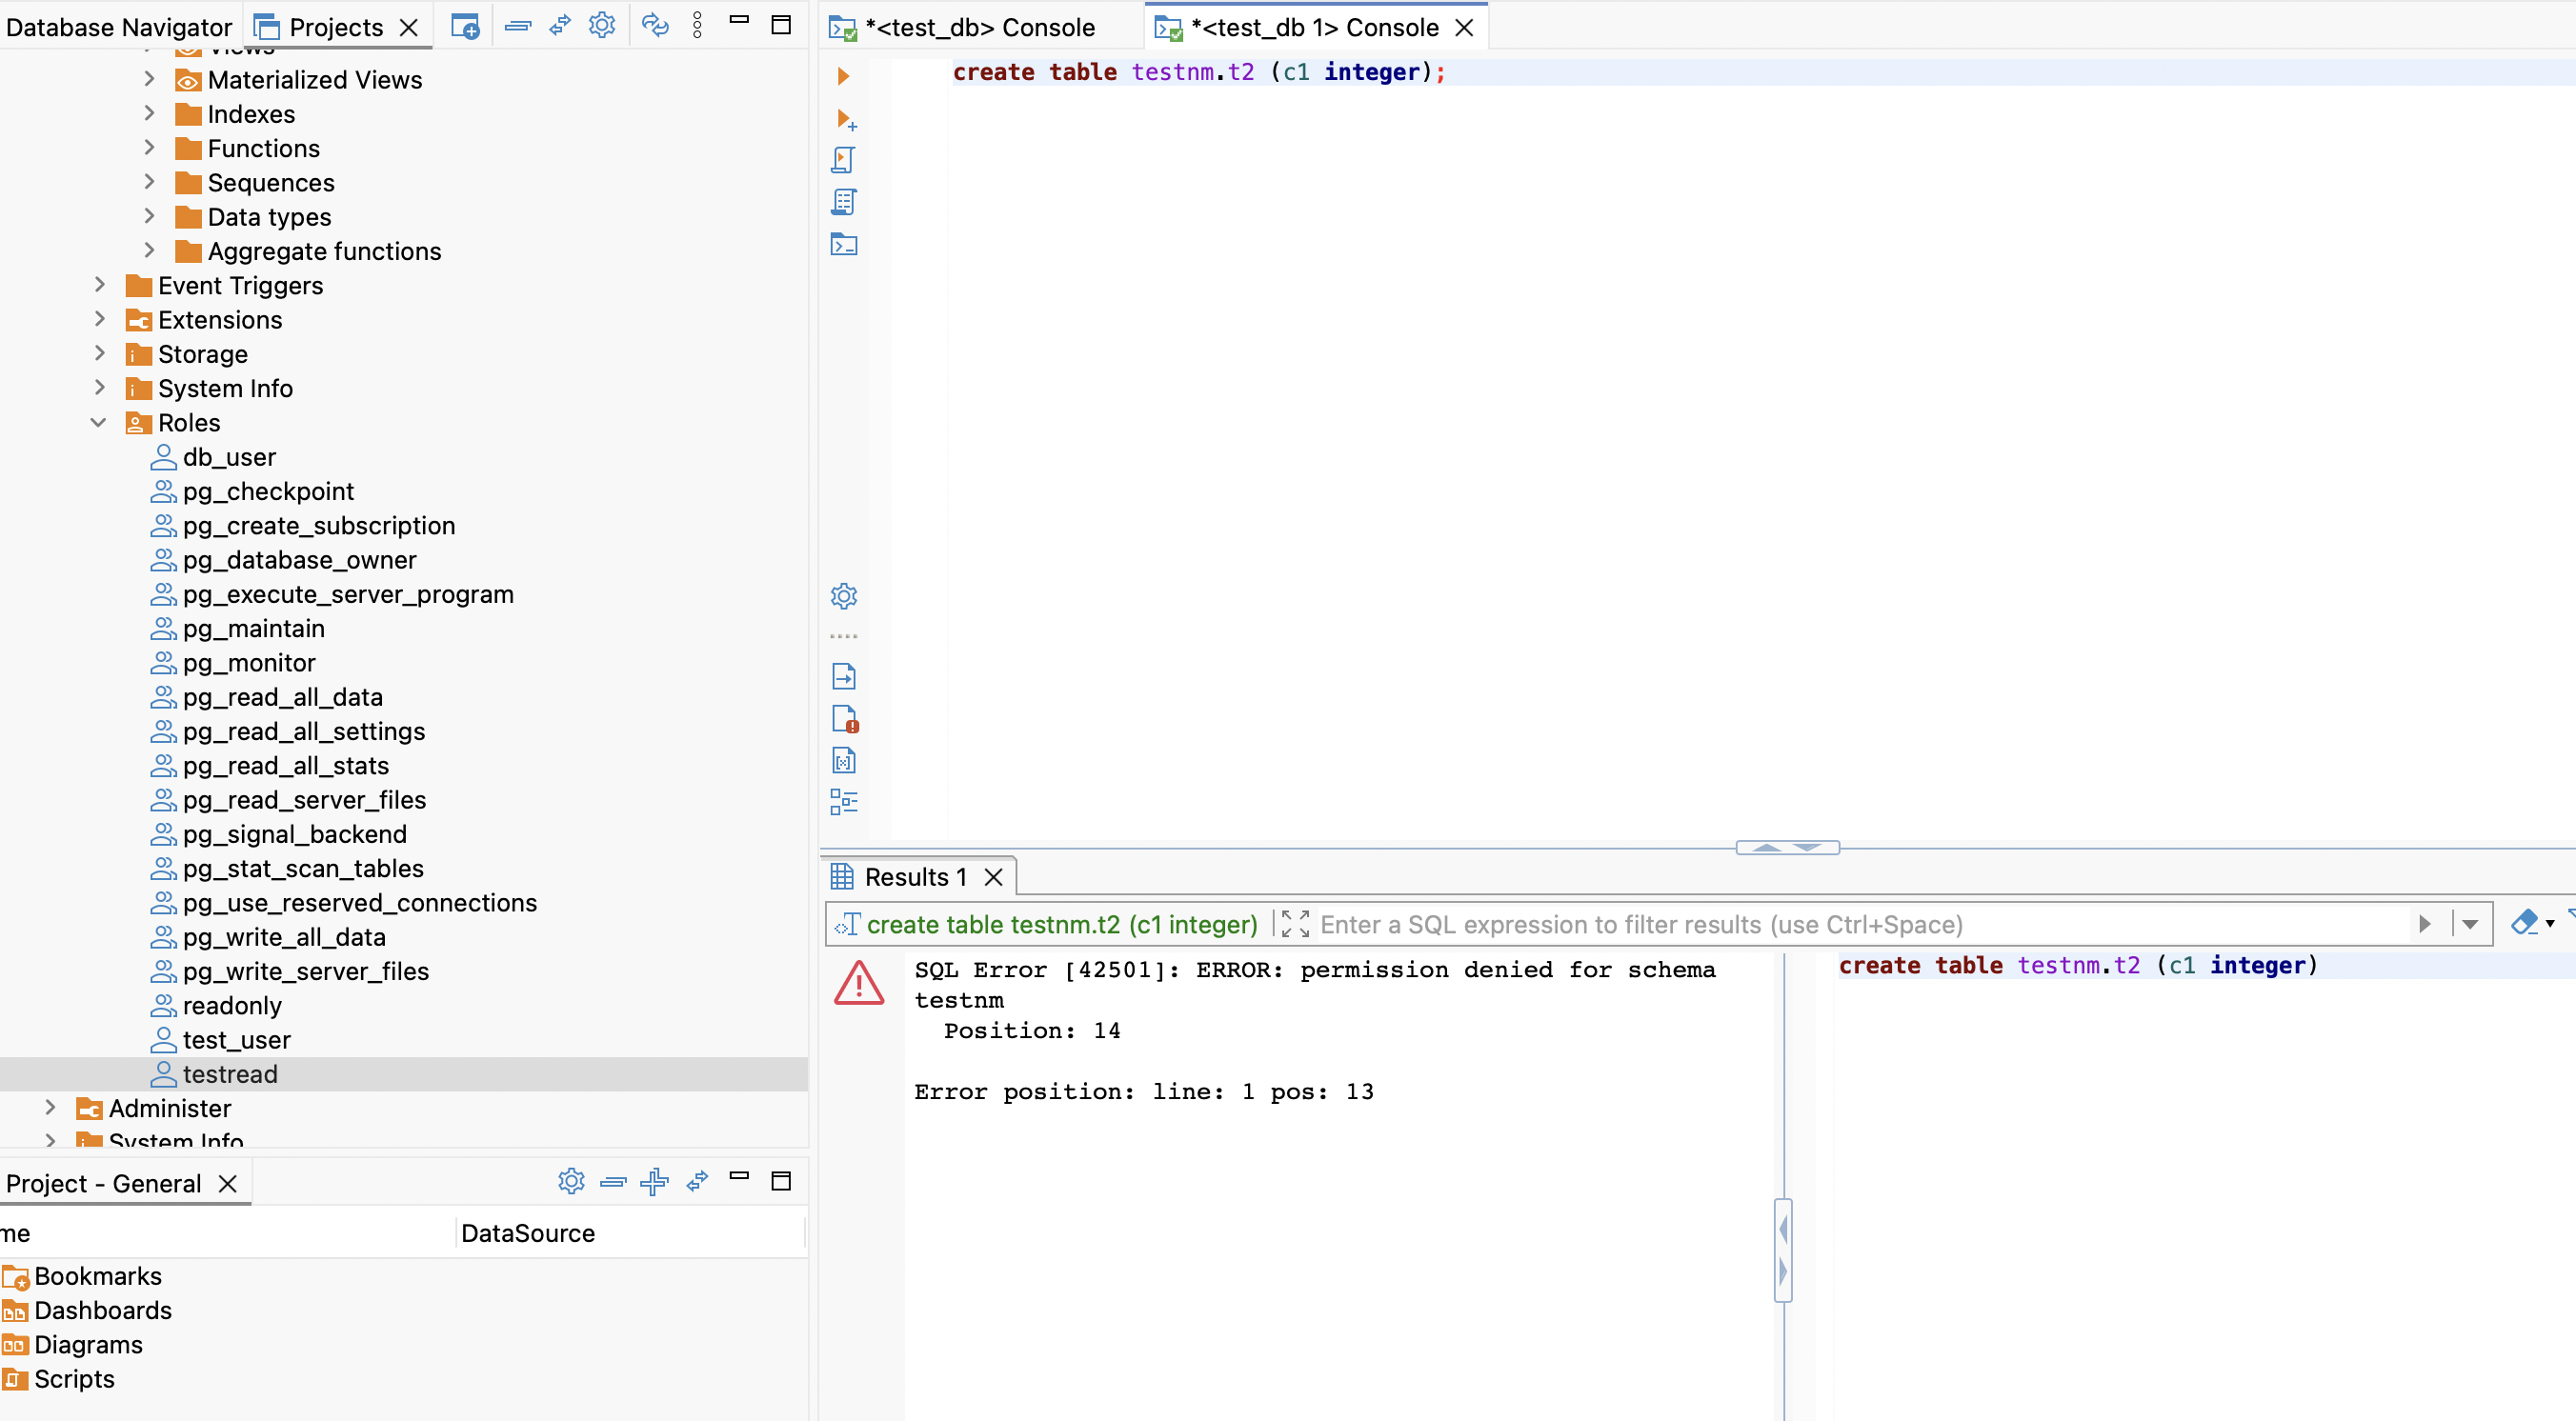 Database Navigator
Projects
Views
Materialized Views
Indexes
Functions
Sequences
Data types
Aggregate functions
Event Triggers
Extensions
Storage
System Info
Roles
db_user
pg_checkpoint
pg_create_subscription
pg_database_owner
pg_execute_server_program
pg_maintain
pg_monitor
pg_read_all_data
pg_read_all_settings
pg_read_all_stats
pg_read_server_files
pg_signal_backend
pg_stat_scan_tables
pg_use_reserved_connections
pg_write_all_data
pg_write_server_files
readonly
test_user
testread
Administer
System Info
Project - General
me
DataSource
Bookmarks
Dashboards
Diagrams
Scripts
*<test_db> Console
*<test_db 1> Console
create table testnm.t2 (c1 integer);
Results 1
create table testnm.t2 (c1 integer)
Enter a SQL expression to filter results (use Ctrl+Space)
SQL Error [42501]: ERROR: permission denied for schema
testnm
Position: 14
Error position: line: 1 pos: 13
create table testnm.t2 (c1 integer)